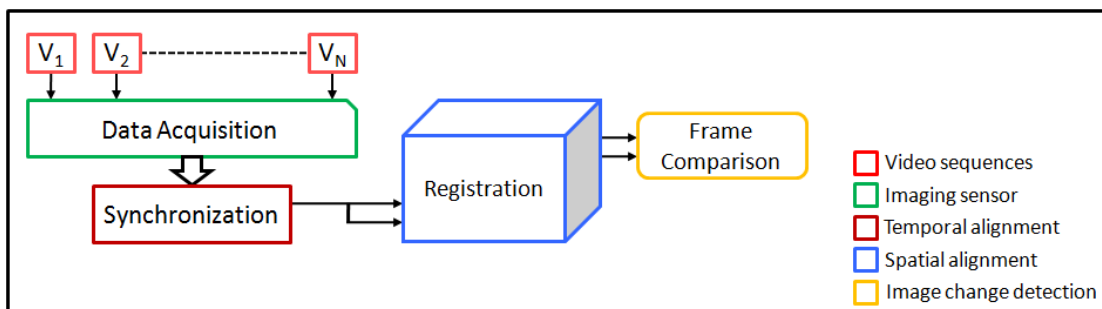 V1 V2 VN
Data Acquisition
Synchronization
Registration
Frame
Comparison
Video sequences
Imaging sensor
Temporal alignment
Spatial alignment
Image change detection